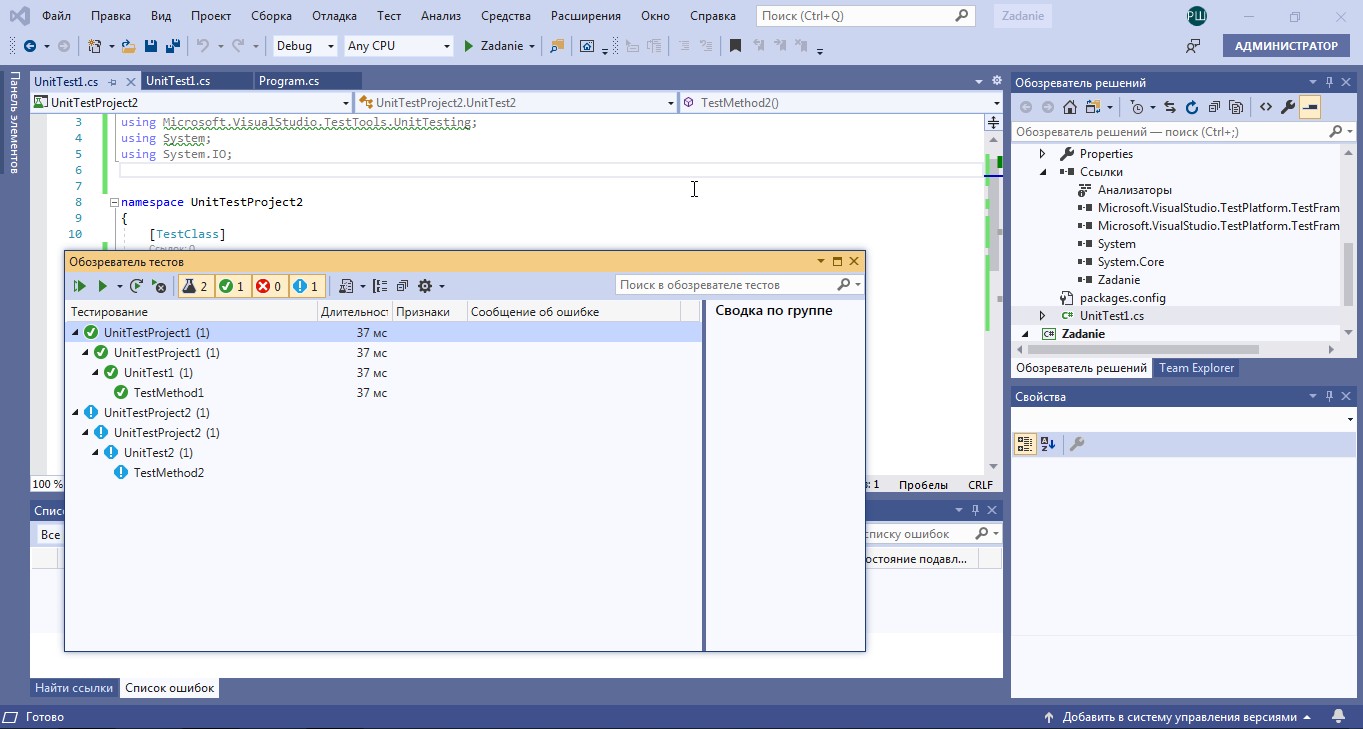 Файл Правка Вид Проект Сборка Отладка Тест Анализ Средства Расширения Окно Справка Поиск (Ctrl+Q) Zadanie РШ
Debug Any CPU Zadanie АДМИНИСТРАТОР
Панель элементов
UnitTest1.cs UnitTest1.cs Program.cs
UnitTestProject2 UnitTestProject2.UnitTest2 TestMethod2()
3 using Microsoft.VisualStudio.TestTools.UnitTesting;
4 using System;
5 using System.IO;
6
7
8 namespace UnitTestProject2
9 {
10 [TestClass]
Ссылок: 0
Обозреватель тестов
2 1 0 1 Поиск в обозревателе тестов
Тестирование Длительност Признаки Сообщение об ошибке
UnitTestProject1 (1) 37 мс
UnitTestProject1 (1) 37 мс
UnitTest1 (1) 37 мс
TestMethod1 37 мс
UnitTestProject2 (1)
UnitTestProject2 (1)
UnitTest2 (1)
TestMethod2
Сводка по группе
100 % : 1 Пробелы CRLF
Списо
Все списку ошибок
остояние подавл...
Найти ссылки Список ошибок
Обозреватель решений
Обозреватель решений — поиск (Ctrl+;)
Properties
Ссылки
Анализаторы
Microsoft.VisualStudio.TestPlatform.TestFram
Microsoft.VisualStudio.TestPlatform.TestFram
System
System.Core
Zadanie
packages.config
UnitTest1.cs
Zadanie
Обозреватель решений Team Explorer
Свойства
Готово Добавить в систему управления версиями